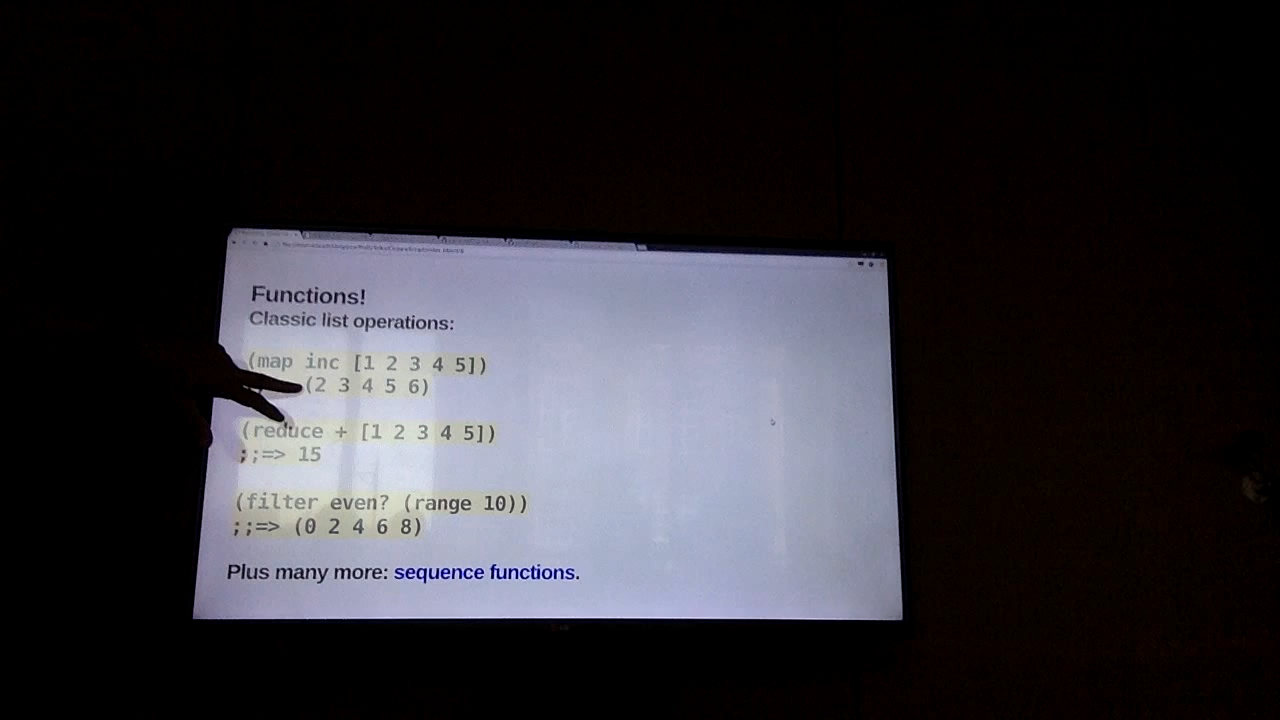 Functions!
Classic list operations:
(map inc [1 2 3 4 5])
(2 3 4 5 6)
(reduce + [1 2 3 4 5])
;;=> 15
(filter even? (range 10))
;;=> (0 2 4 6 8)
Plus many more: sequence functions.